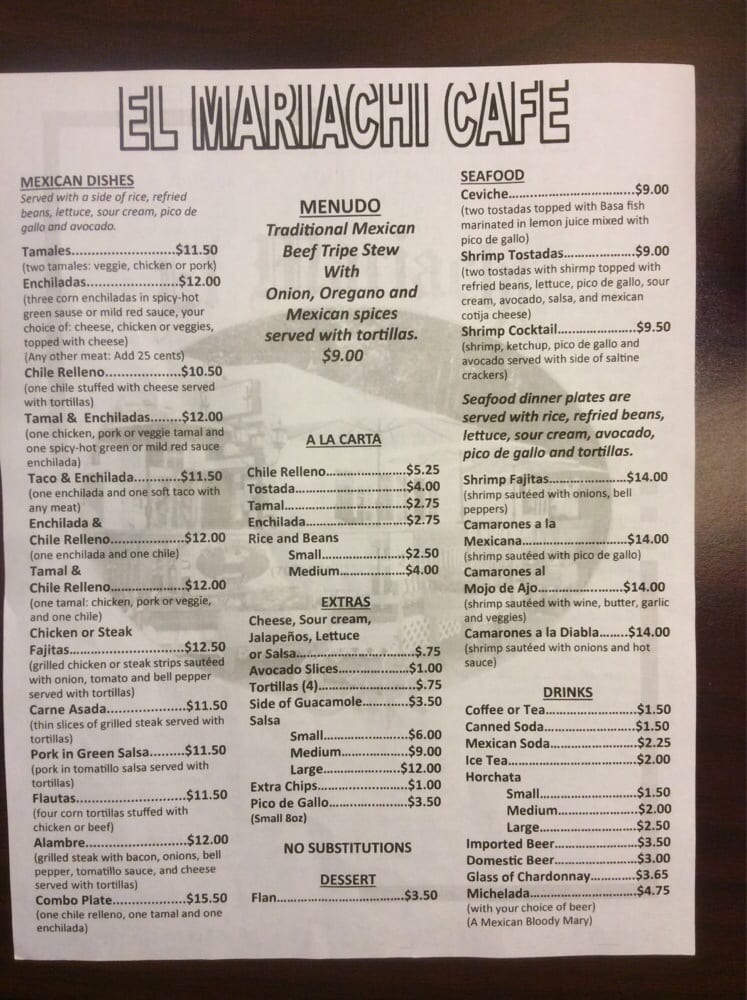 EL MARIACHI CAFE
MEXICAN DISHES
Served with a side of rice, refried
beans, lettuce, sour cream, pico de
gallo and avocado.
Tamales...................$11.50
(two tamales: veggie, chicken or pork)
Enchiladas................$12.00
(three corn enchiladas in spicy-hot
green sause or mild red sauce, your
choice of: cheese, chicken or veggies,
topped with cheese)
(Any other meat: Add 25 cents)
Chile Relleno..............$10.50
(one chile stuffed with cheese served
with tortillas)
Tamal & Enchiladas........$12.00
(one chicken, pork or veggie tamal and
one spicy-hot green or mild red sauce
enchilada)
Taco & Enchilada..........$11.50
(one enchilada and one soft taco with
any meat)
Enchilada &
Chile Relleno..............$12.00
(one enchilada and one chile)
Tamal &
Chile Relleno..............$12.00
(one tamal: chicken, pork or veggie,
and one chile)
Chicken or Steak
Fajitas.....................$12.50
(grilled chicken or steak strips sautéed
with onion, tomato and bell pepper
served with tortillas)
Carne Asada...............$11.50
(thin slices of grilled steak served with
tortillas)
Pork in Green Salsa........$11.50
(pork in tomatillo salsa served with
tortillas)
Flautas.....................$11.50
(four corn tortillas stuffed with
chicken or beef)
Alambre...................$12.00
(grilled steak with bacon, onions, bell
pepper, tomatillo sauce, and cheese
served with tortillas)
Combo Plate...............$15.50
(one chile relleno, one tamal and one
enchilada)
MENUDO
Traditional Mexican
Beef Tripe Stew
With
Onion, Oregano and
Mexican spices
served with tortillas.
$9.00
A LA CARTA
Chile Relleno...............$5.25
Tostada.....................$4.00
Tamal.......................$2.75
Enchilada...................$2.75
Rice and Beans
Small.................$2.50
Medium................$4.00
EXTRAS
Cheese, Sour cream,
Jalapeños, Lettuce
or Salsa....................$.75
Avocado Slices..............$1.00
Tortillas (4)................$.75
Side of Guacamole...........$3.50
Salsa
Small.................$6.00
Medium................$9.00
Large.................$12.00
Extra Chips.................$1.00
Pico de Gallo...............$3.50
(Small 8oz)
NO SUBSTITUTIONS
DESSERT
Flan........................$3.50
SEAFOOD
Ceviche.....................$9.00
(two tostadas topped with Basa fish
marinated in lemon juice mixed with
pico de gallo)
Shrimp Tostadas.............$9.00
(two tostadas with shirmp topped with
refried beans, lettuce, pico de gallo, sour
cream, avocado, salsa, and mexican
cotija cheese)
Shrimp Cocktail.............$9.50
(shrimp, ketchup, pico de gallo and
avocado served with side of saltine
crackers)
Seafood dinner plates are
served with rice, refried beans,
lettuce, sour cream, avocado,
pico de gallo and tortillas.
Shrimp Fajitas..............$14.00
(shrimp sautéed with onions, bell
peppers)
Camarones a la
Mexicana....................$14.00
(shrimp sautéed with pico de gallo)
Camarones al
Mojo de Ajo.................$14.00
(shrimp sautéed with wine, butter, garlic
and veggies)
Camarones a la Diabla.......$14.00
(shrimp sautéed with onions and hot
sauce)
DRINKS
Coffee or Tea...............$1.50
Canned Soda.................$1.50
Mexican Soda................$2.25
Ice Tea.....................$2.00
Horchata
Small.................$1.50
Medium................$2.00
Large.................$2.50
Imported Beer...............$3.50
Domestic Beer...............$3.00
Glass of Chardonnay.........$3.65
Michelada...................$4.75
(with your choice of beer)
(A Mexican Bloody Mary)